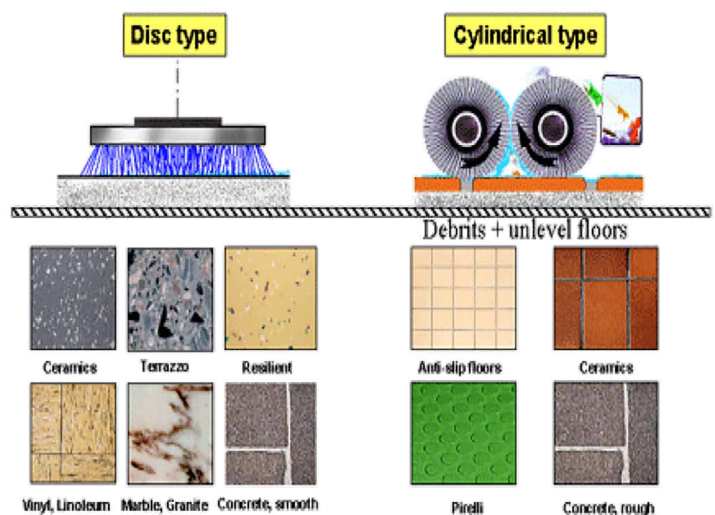 Disc type
Cylindrical type
Debrits + unlevel floors
Ceramics
Terrazzo
Resilient
Anti-slip floors
Ceramics
Vinyl, Linoleum
Marble, Granite
Concrete, smooth
Pirelli
Concrete, rough